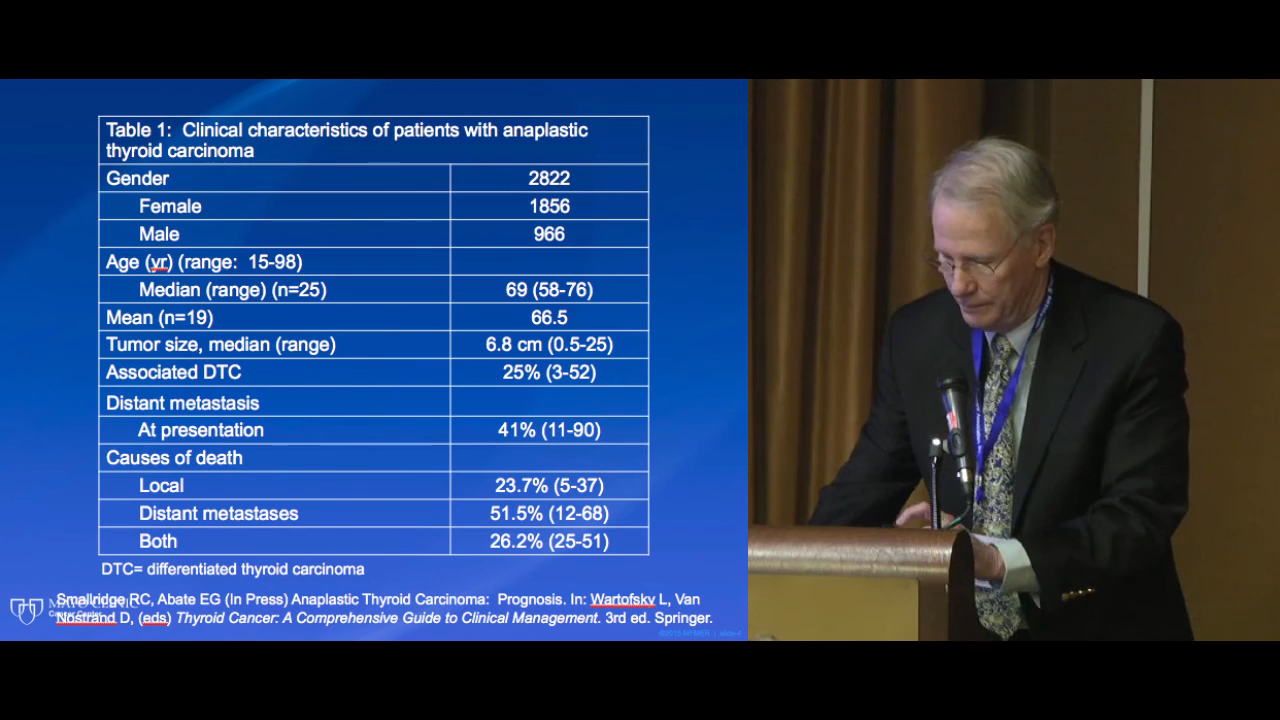 Table 1: Clinical characteristics of patients with anaplastic
thyroid carcinoma
Gender 2822
Female 1856
Male 966
Age (yr) (range: 15-98)
Median (range) (n=25) 69 (58-76)
Mean (n=19) 66.5
Tumor size, median (range) 6.8 cm (0.5-25)
Associated DTC 25% (3-52)
Distant metastasis
At presentation 41% (11-90)
Causes of death
Local 23.7% (5-37)
Distant metastases 51.5% (12-68)
Both 26.2% (25-51)
DTC= differentiated thyroid carcinoma
Smallridge RC, Abate EG (In Press) Anaplastic Thyroid Carcinoma: Prognosis. In: Wartofsky L, Van
Nostrand D, (eds) Thyroid Cancer: A Comprehensive Guide to Clinical Management. 3rd ed. Springer.
MAYO CLINIC
Cancer Center